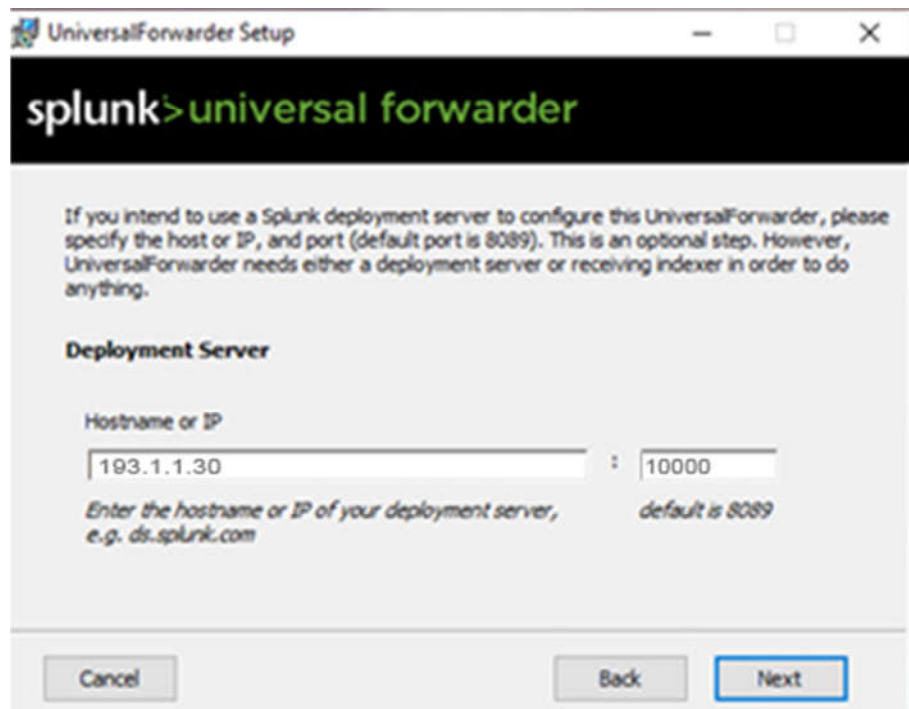 UniversalForwarder Setup
splunk>universal forwarder
If you intend to use a Splunk deployment server to configure this UniversalForwarder, please
specify the host or IP, and port (default port is 8089). This is an optional step. However,
UniversalForwarder needs either a deployment server or receiving indexer in order to do
anything.
Deployment Server
Hostname or IP
193.1.1.30 : 10000
Enter the hostname or IP of your deployment server, default is 8089
e.g. ds.splunk.com
Cancel Back Next